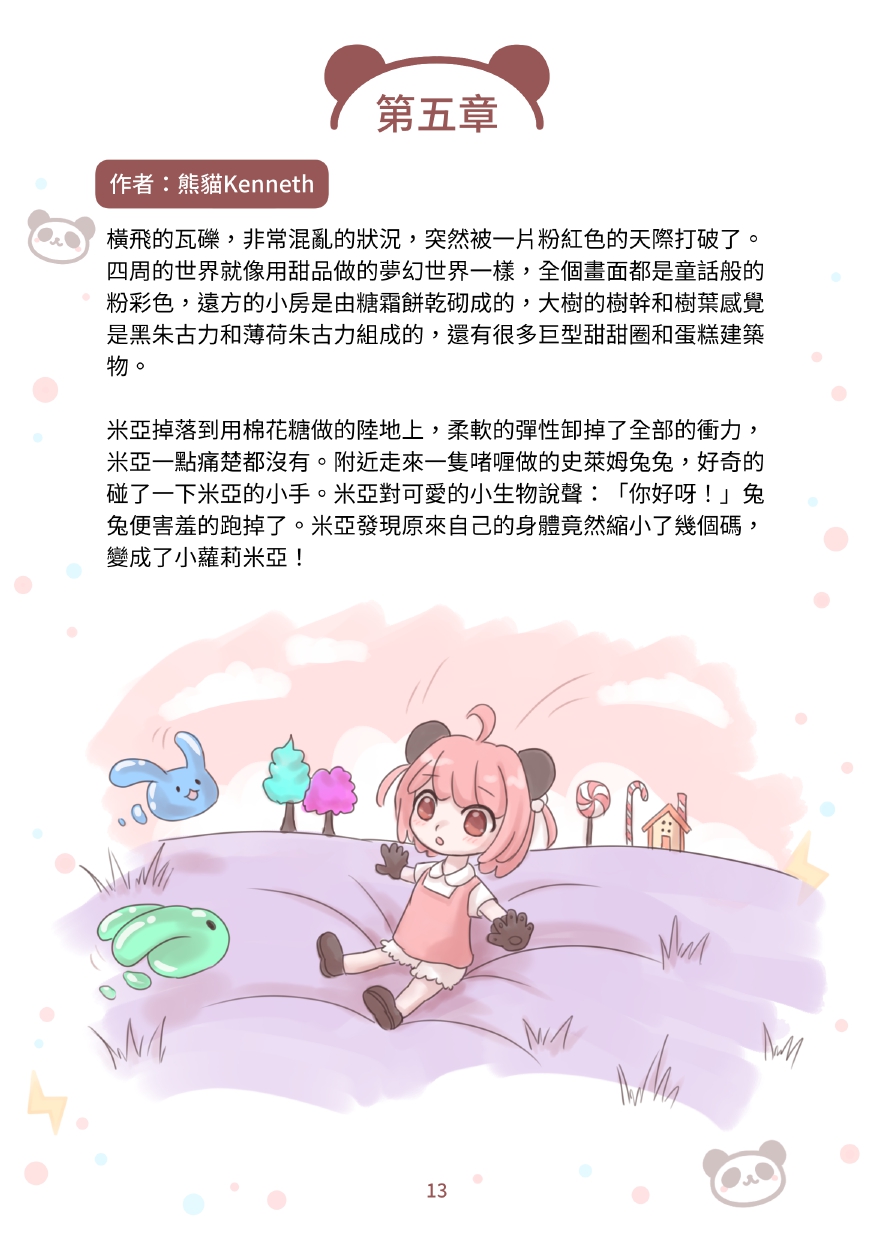 第五章
作者：熊貓Kenneth
橫飛的瓦礫，非常混亂的狀況，突然被一片粉紅色的天際打破了。
四周的世界就像用甜品做的夢幻世界一樣，全個畫面都是童話般的
粉彩色，遠方的小房是由糖霜餅乾砌成的，大樹的樹幹和樹葉感覺
是黑朱古力和薄荷朱古力組成的，還有很多巨型甜甜圈和蛋糕建築
物。
米亞掉落到用棉花糖做的陸地上，柔軟的彈性卸掉了全部的衝力，
米亞一點痛楚都沒有。附近走來一隻啫喱做的史萊姆兔兔，好奇的
碰了一下米亞的小手。米亞對可愛的小生物說聲：「你好呀！」兔
兔便害羞的跑掉了。米亞發現原來自己的身體竟然縮小了幾個碼，
變成了小蘿莉米亞！
13